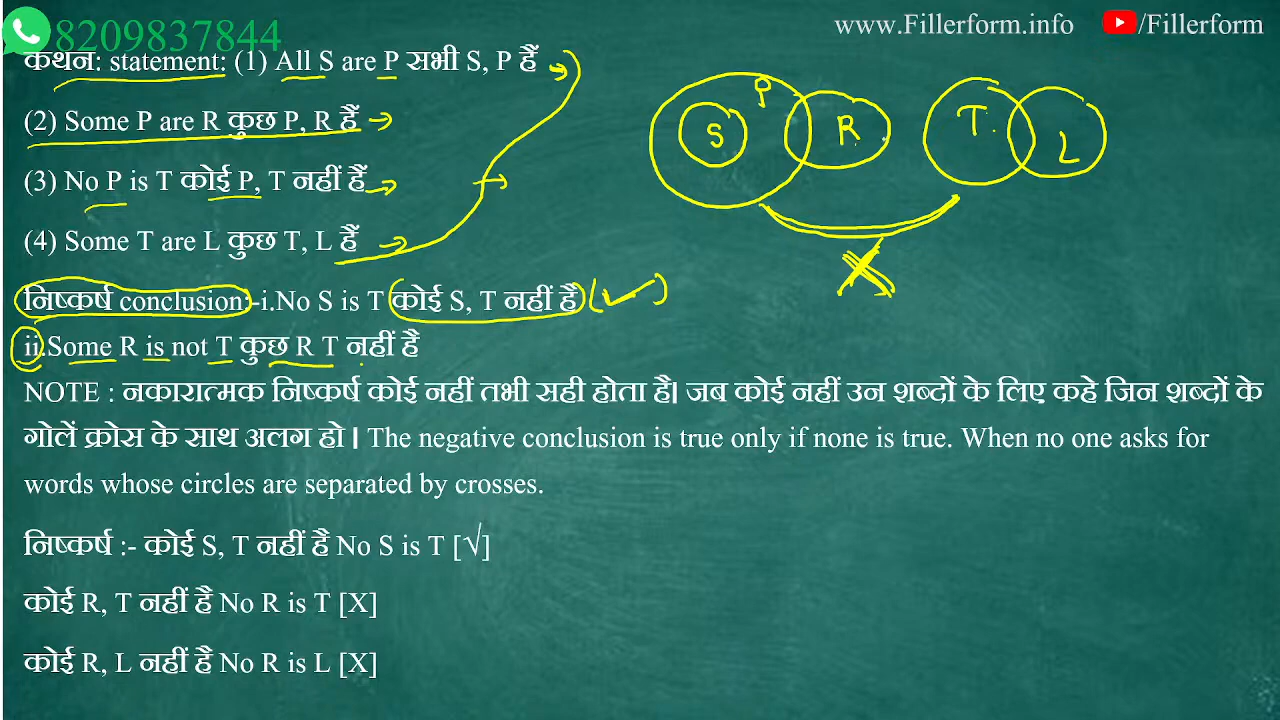 8209837844
www.Fillerform.info
/Fillerform
कथन: statement: (1) All S are P सभी S, P हैं
(2) Some P are R कुछ P, R हैं
(3) No P is T कोई P, T नहीं हैं
(4) Some T are L कुछ T, L हैं
निष्कर्ष conclusion:-i.No S is T कोई S, T नहीं है
ii.Some R is not T कुछ R T नहीं है
NOTE : नकारात्मक निष्कर्ष कोई नहीं तभी सही होता है। जब कोई नहीं उन शब्दों के लिए कहे जिन शब्दों के
गोलें क्रोस के साथ अलग हो । The negative conclusion is true only if none is true. When no one asks for
words whose circles are separated by crosses.
निष्कर्ष :- कोई S, T नहीं है No S is T [√]
कोई R, T नहीं है No R is T [X]
कोई R, L नहीं है No R is L [X]
P
S
R
T
L